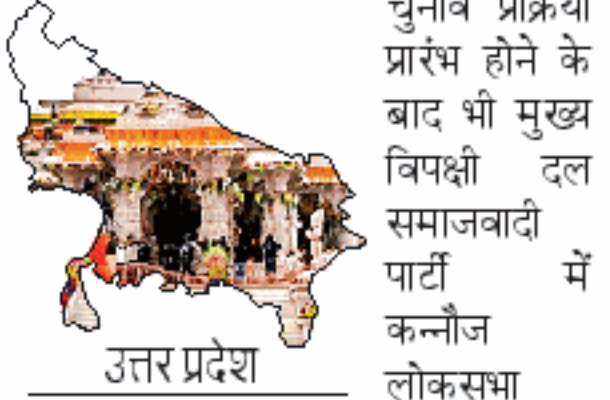 चुनाव प्रक्रिया
प्रारंभ होने के
बाद भी मुख्य
विपक्षी दल
समाजवादी
पार्टी में
कन्नौज
लोकसभा
उत्तर प्रदेश